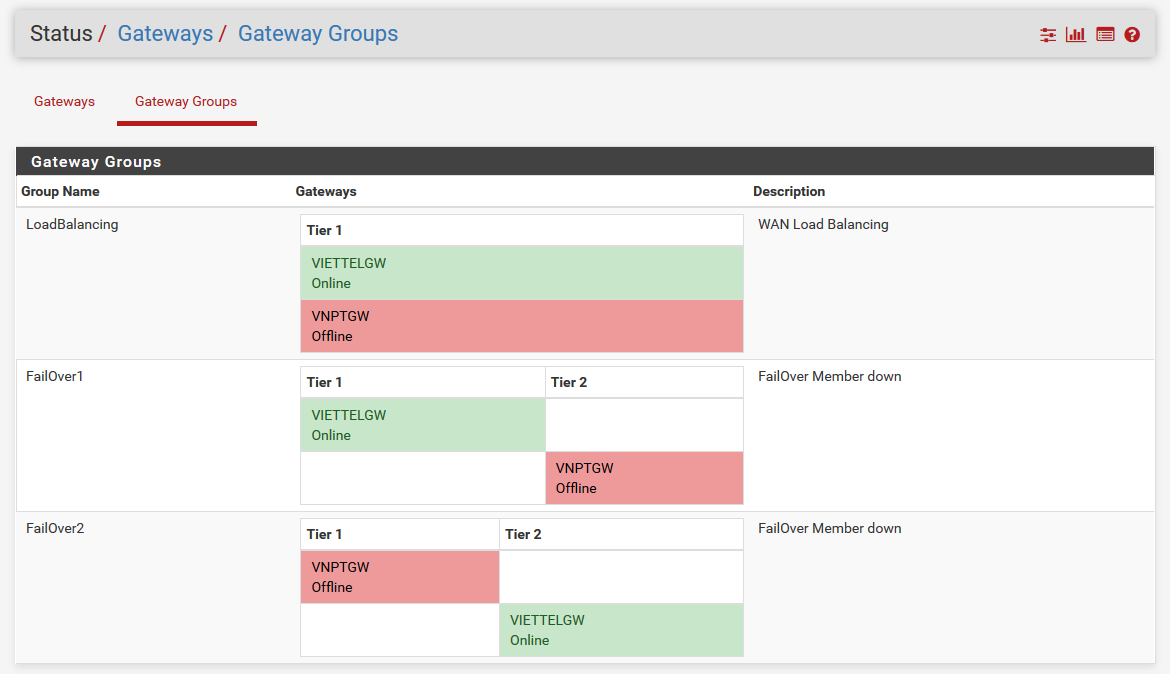 Status / Gateways / Gateway Groups
Gateways Gateway Groups
Gateway Groups
Group Name Gateways Description
LoadBalancing WAN Load Balancing
Tier 1
VIETTELGW
Online
VNPTGW
Offline
FailOver1 FailOver Member down
Tier 1 Tier 2
VIETTELGW
Online
VNPTGW
Offline
FailOver2 FailOver Member down
Tier 1 Tier 2
VNPTGW
Offline
VIETTELGW
Online